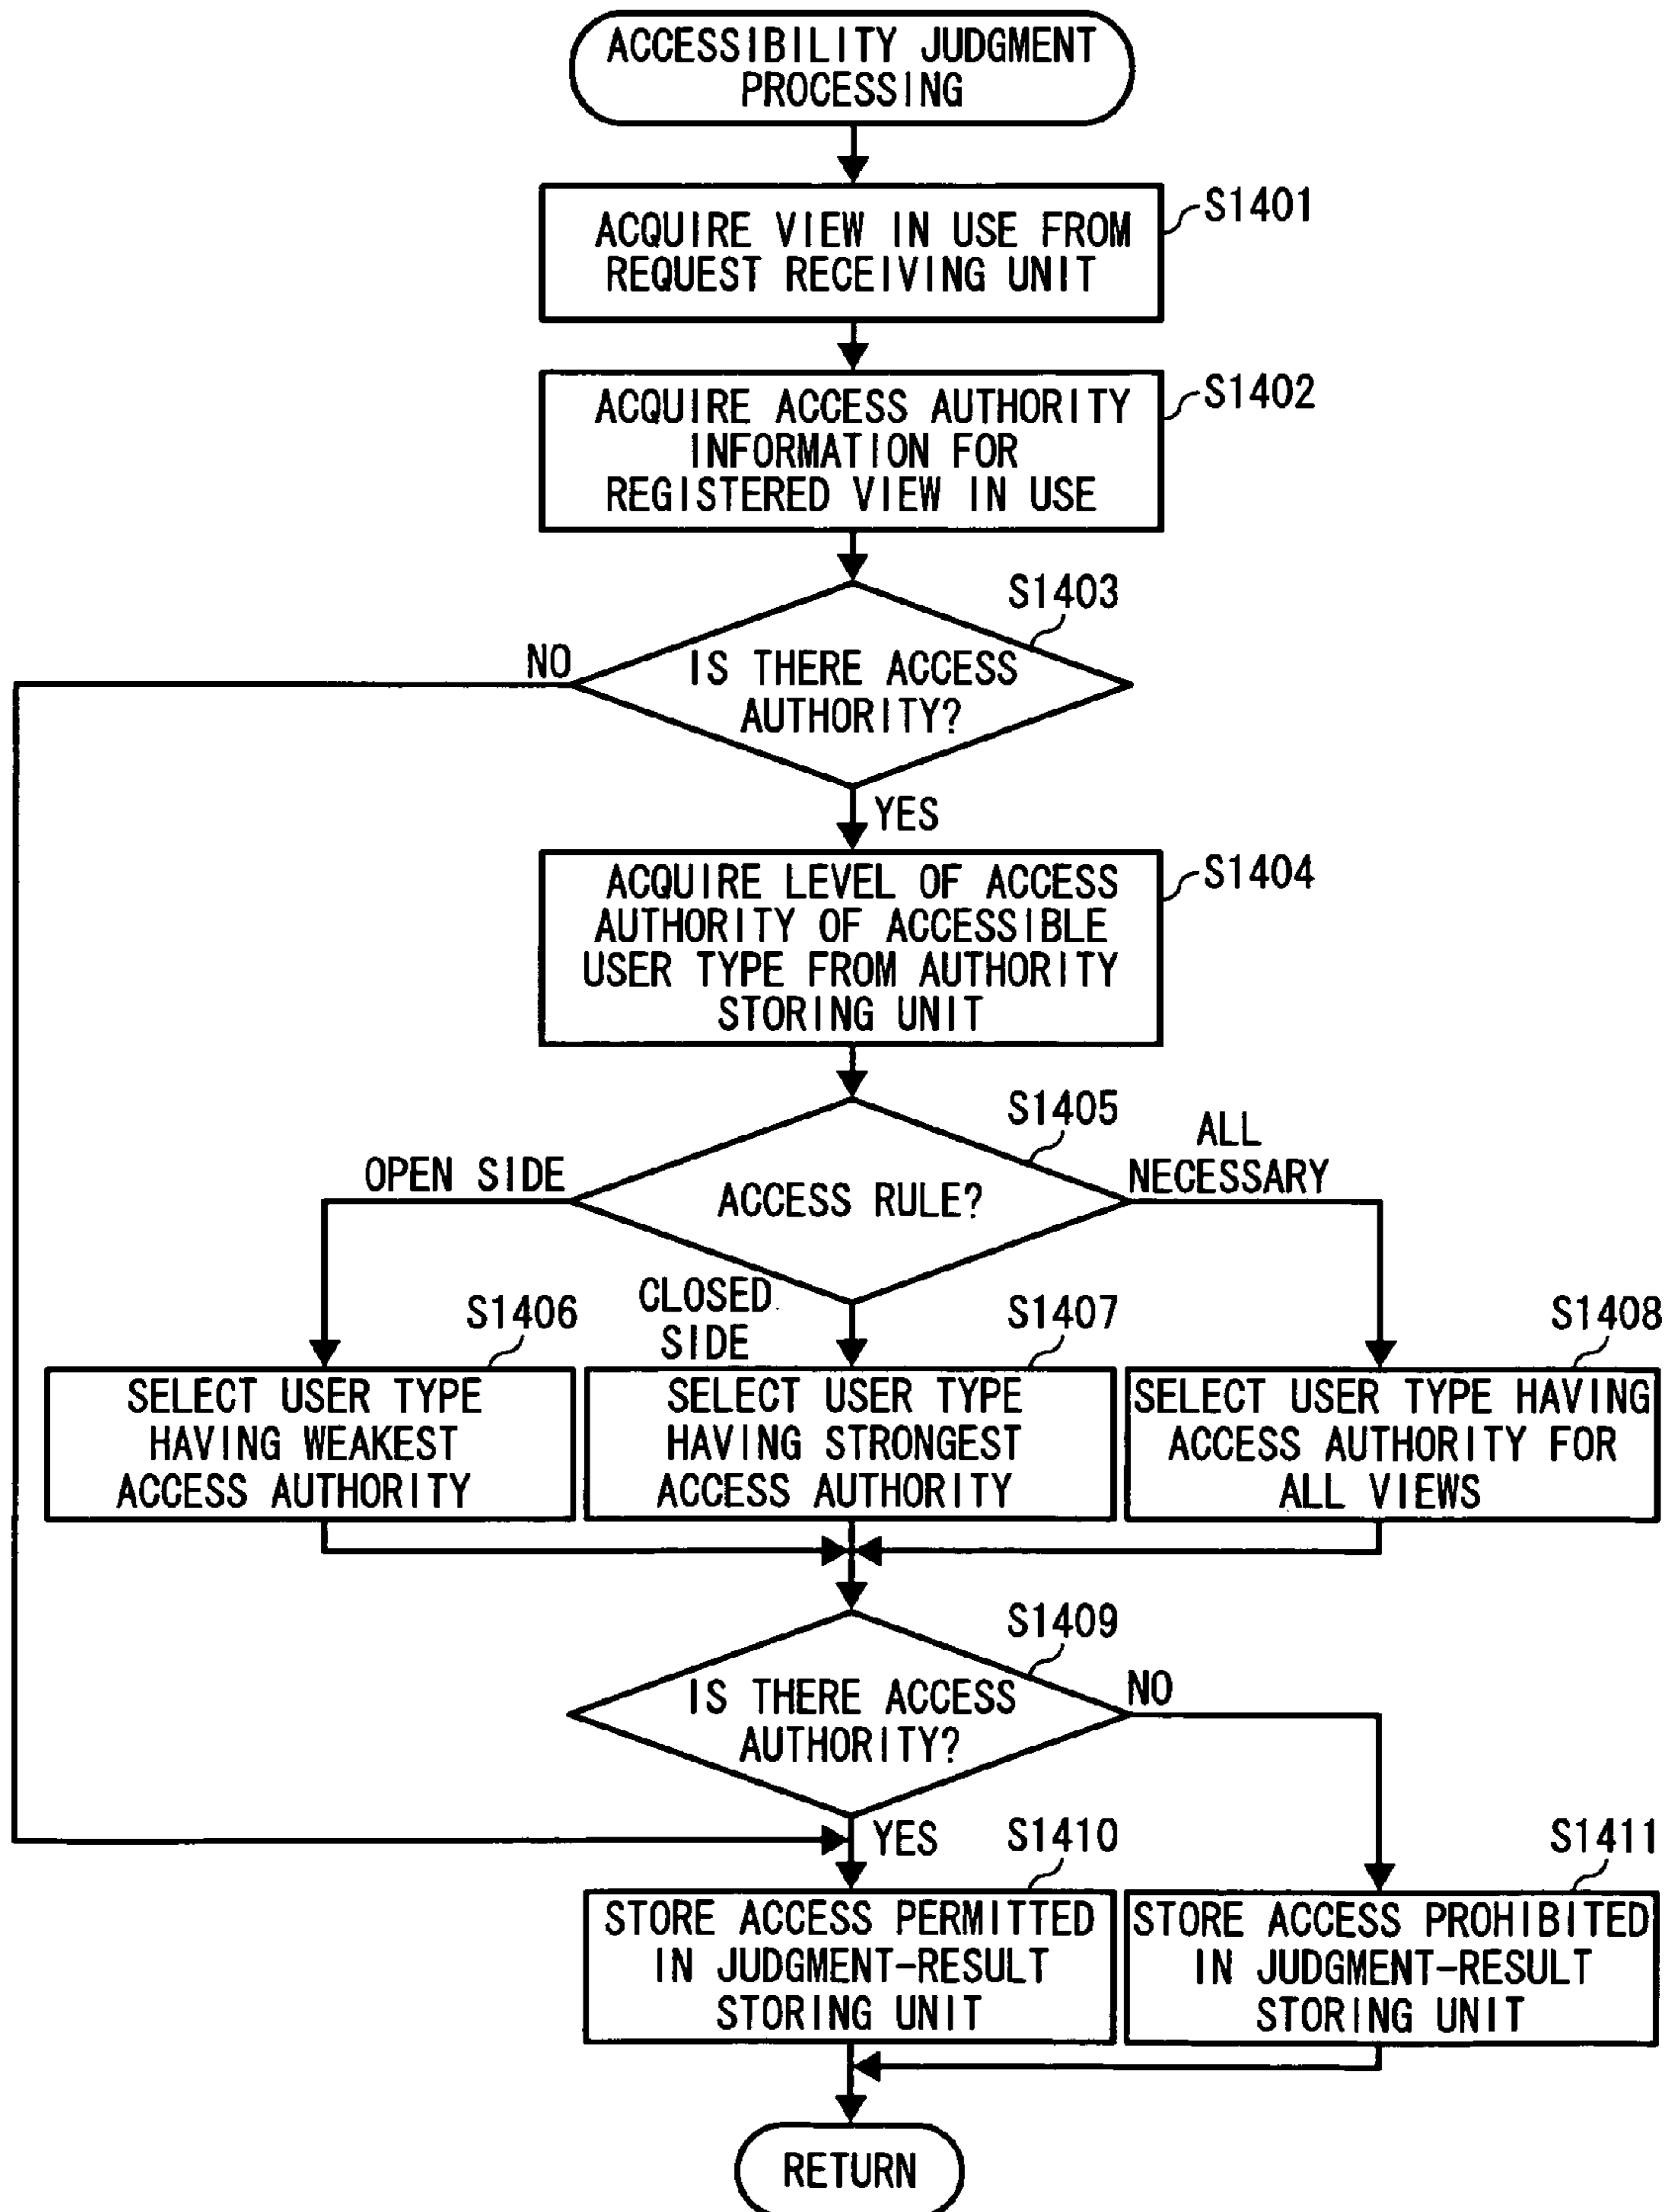 ACCESSIBILITY JUDGMENT
PROCESSING
S1401
ACQUIRE VIEW IN USE FROM
REQUEST RECEIVING UNIT
S1402
ACQUIRE ACCESS AUTHORITY
INFORMATION FOR
REGISTERED VIEW IN USE
S1403
NO
IS THERE ACCESS
AUTHORITY?
YES
S1404
ACQUIRE LEVEL OF ACCESS
AUTHORITY OF ACCESSIBLE
USER TYPE FROM AUTHORITY
STORING UNIT
S1405
ALL
NECESSARY
OPEN SIDE
ACCESS RULE?
CLOSED
SIDE
S1406
SELECT USER TYPE
HAVING WEAKEST
ACCESS AUTHORITY
S1407
SELECT USER TYPE
HAVING STRONGEST
ACCESS AUTHORITY
S1408
SELECT USER TYPE HAVING
ACCESS AUTHORITY FOR
ALL VIEWS
S1409
IS THERE ACCESS
AUTHORITY?
NO
YES
S1410
STORE ACCESS PERMITTED
IN JUDGMENT-RESULT
STORING UNIT
S1411
STORE ACCESS PROHIBITED
IN JUDGMENT-RESULT
STORING UNIT
RETURN